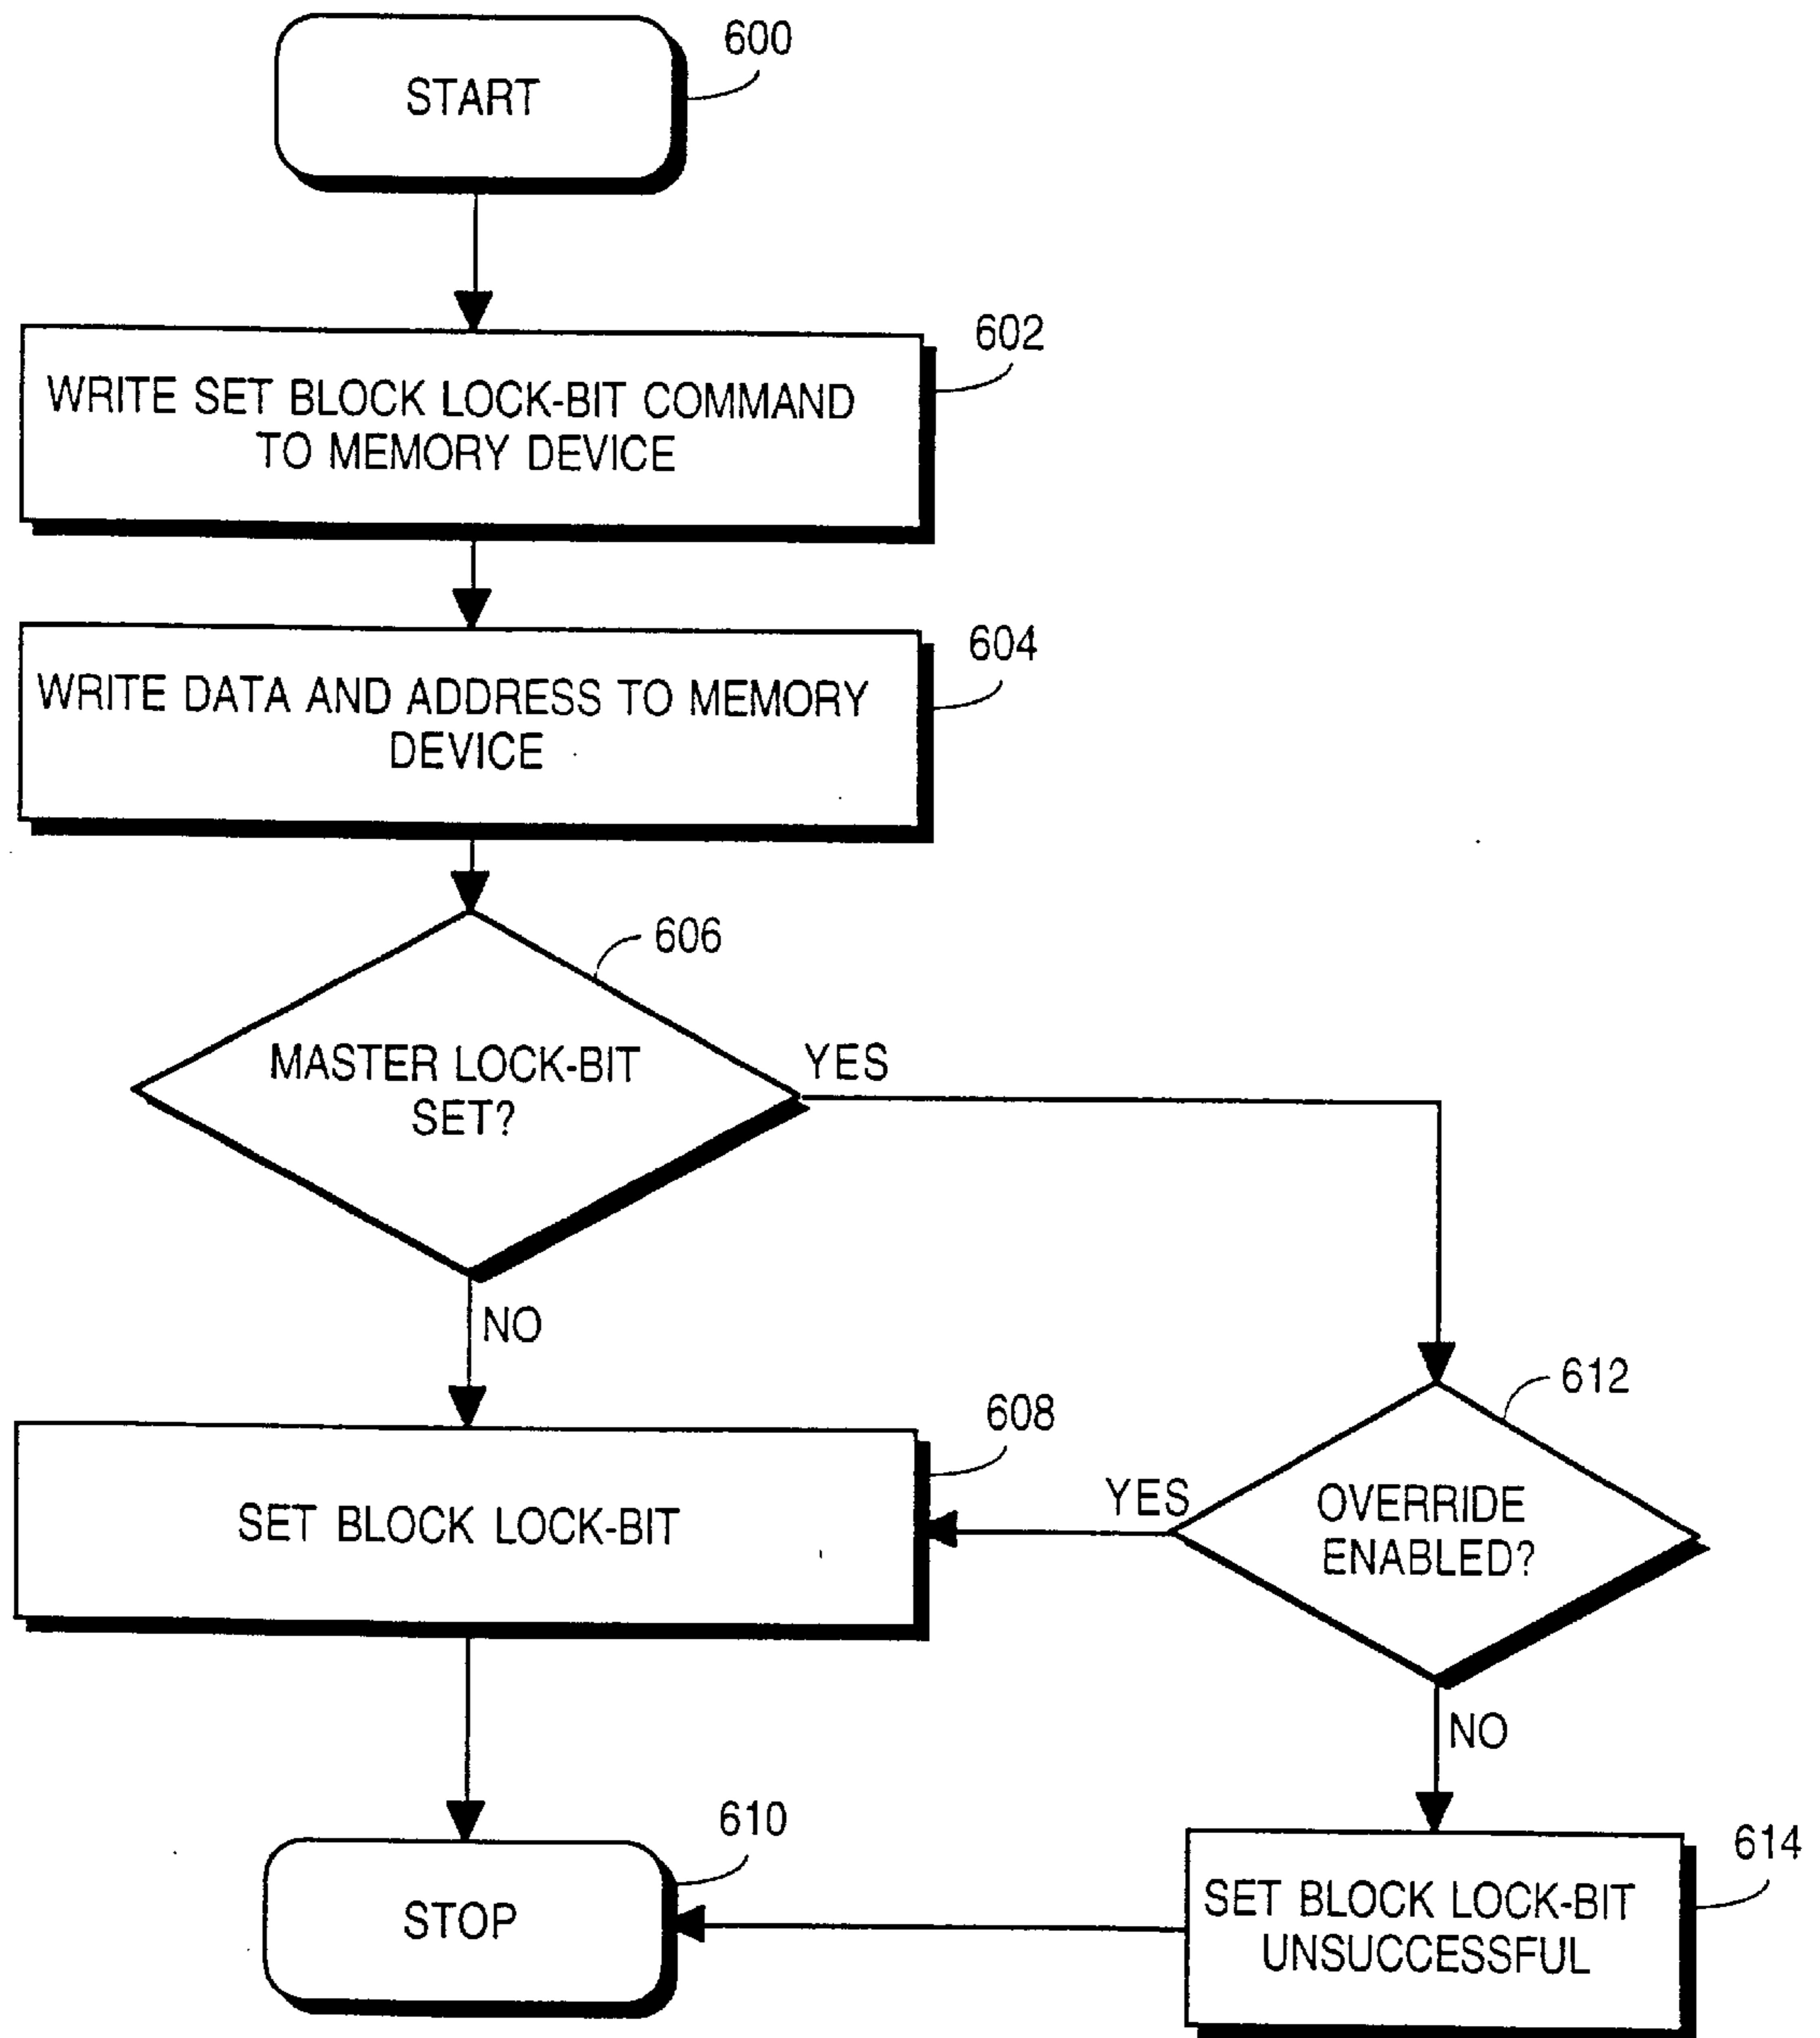 600
START
602
WRITE SET BLOCK LOCK-BIT COMMAND
TO MEMORY DEVICE
604
WRITE DATA AND ADDRESS TO MEMORY
DEVICE
606
MASTER LOCK-BIT
SET?
YES
NO
612
608
SET BLOCK LOCK-BIT
YES
OVERRIDE
ENABLED?
NO
610
STOP
614
SET BLOCK LOCK-BIT
UNSUCCESSFUL